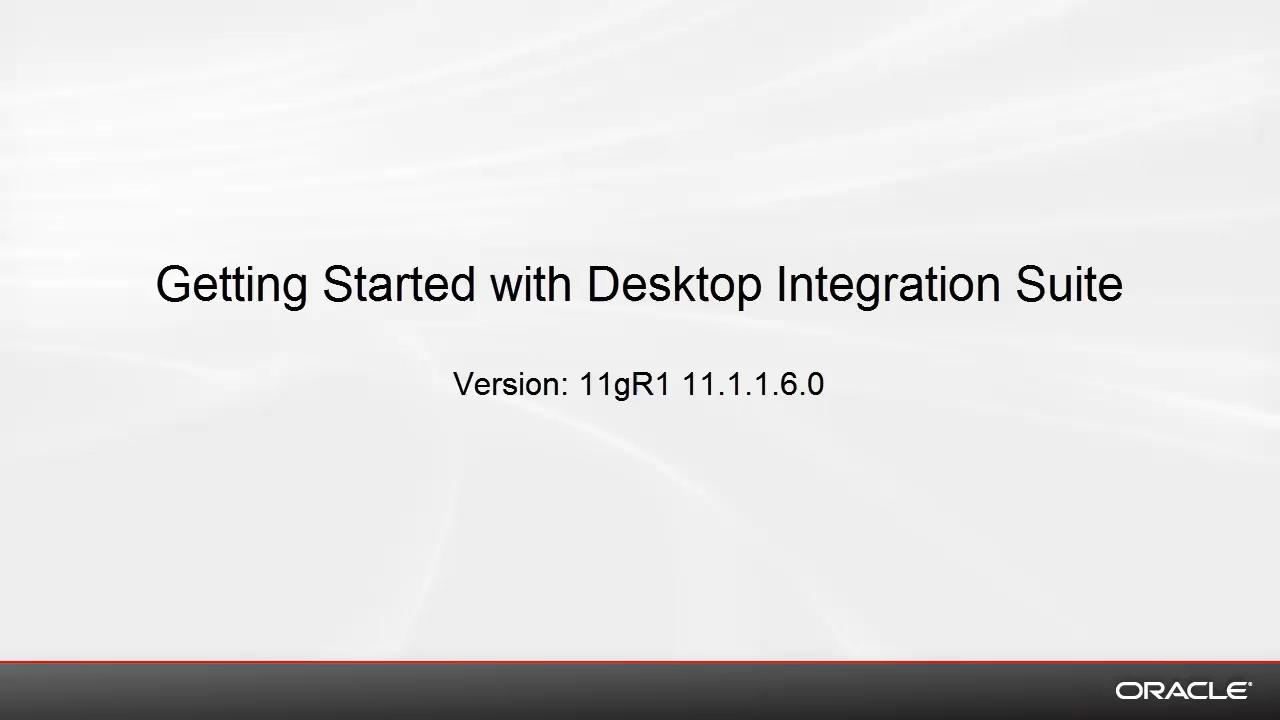 Getting Started with Desktop Integration Suite
Version: 11gR1 11.1.1.6.0
ORACLE®